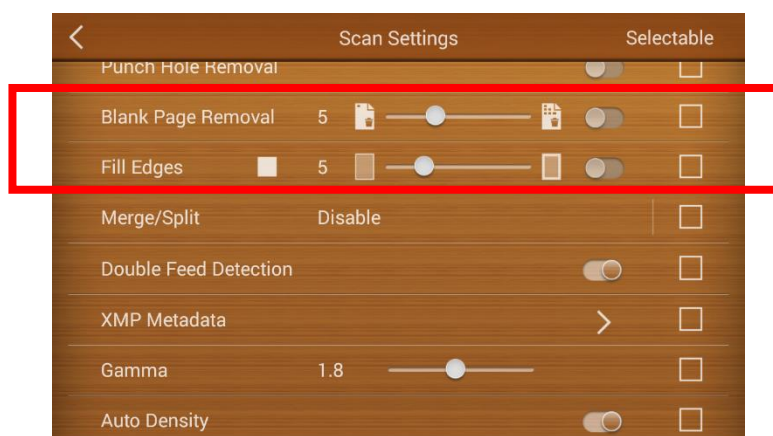 Scan Settings Selectable
Punch Hole Removal
Blank Page Removal 5
Fill Edges 5
Merge/Split Disable
Double Feed Detection
XMP Metadata
Gamma 1.8
Auto Density